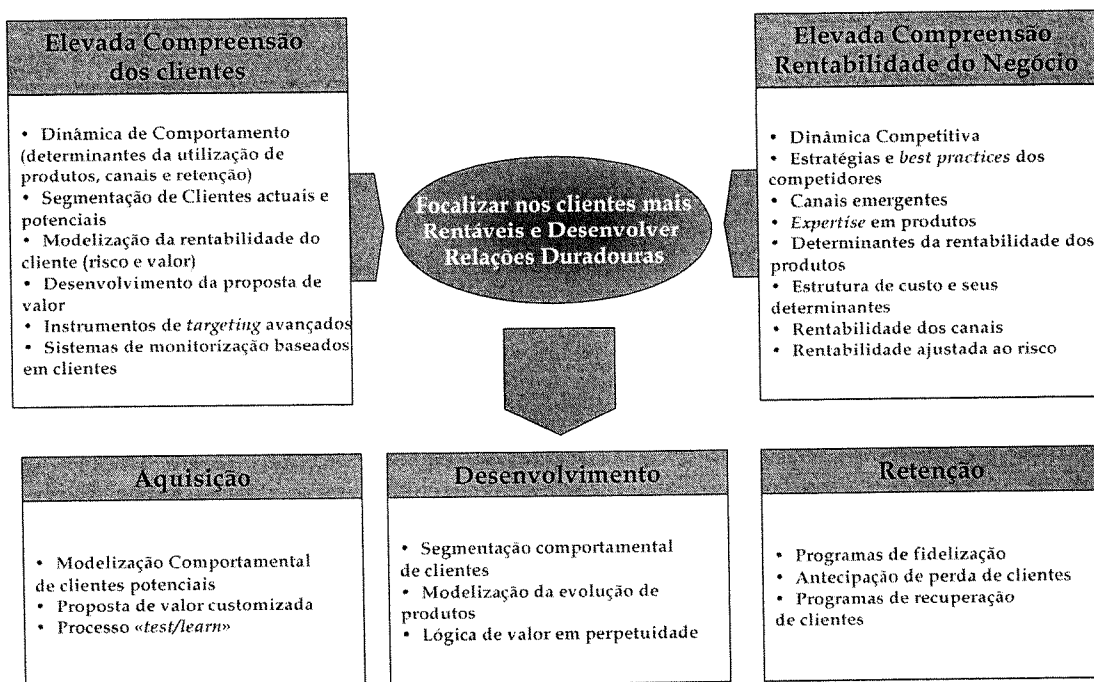 Elevada Compreensão
dos clientes
• Dinâmica de Comportamento
(determinantes da utilização de
produtos, canais e retenção)
• Segmentação de Clientes actuais e
potenciais
• Modelização da rentabilidade do
cliente (risco e valor)
• Desenvolvimento da proposta de
valor
• Instrumentos de targeting avançados
• Sistemas de monitorização baseados
em clientes
Focalizar nos clientes mais
Rentáveis e Desenvolver
Relações Duradouras
Elevada Compreensão
Rentabilidade do Negócio
• Dinâmica Competitiva
• Estratégias e best practices dos
competidores
• Canais emergentes
• Expertise em produtos
• Determinantes da rentabilidade dos
produtos
• Estrutura de custo e seus
determinantes
• Rentabilidade dos canais
• Rentabilidade ajustada ao risco
Aquisição
• Modelização Comportamental
de clientes potenciais
• Proposta de valor customizada
• Processo «test/learn»
Desenvolvimento
• Segmentação comportamental
de clientes
• Modelização da evolução de
produtos
• Lógica de valor em perpetuidade
Retenção
• Programas de fidelização
• Antecipação de perda de clientes
• Programas de recuperação
de clientes